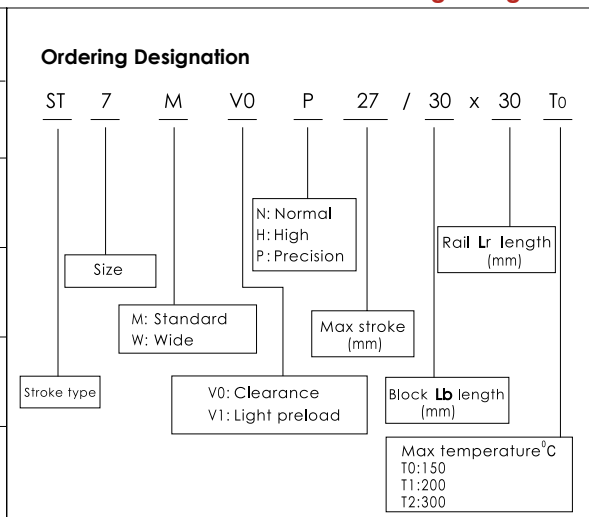 Ordering Designation
ST 7 M V0 P 27 / 30 x 30 T0
N: Normal
H: High
P: Precision
Rail Lr length
(mm)
Size
M: Standard
W: Wide
Max stroke
(mm)
Stroke type
V0: Clearance
V1: Light preload
Block Lb length
(mm)
Max temperature⁰C
T0:150
T1:200
T2:300